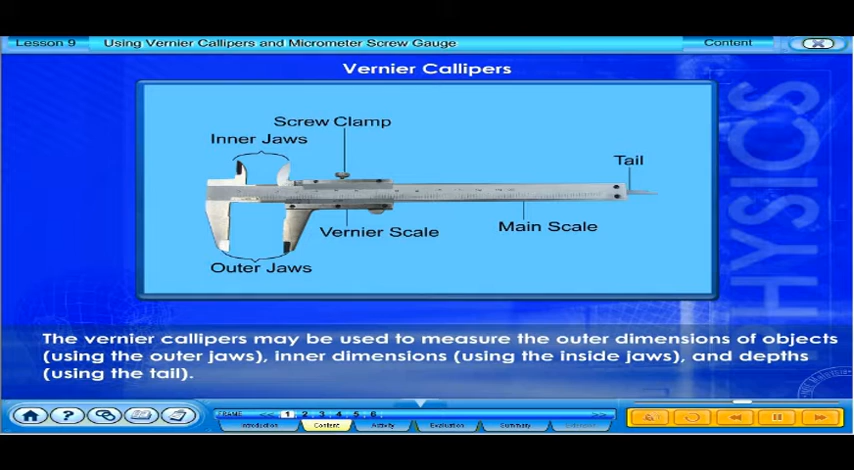 Lesson 9
Using Vernier Callipers and Micrometer Screw Gauge
Content
Vernier Callipers
Screw Clamp
Inner Jaws
Tail
Vernier Scale
Main Scale
Outer Jaws
PHYSICS
The vernier callipers may be used to measure the outer dimensions of objects
(using the outer jaws), inner dimensions (using the inside jaws), and depths
(using the tail).
FRAME << 1 2 3 4 5 6 >>
Introduction Content Activity Evaluation Summary Extension